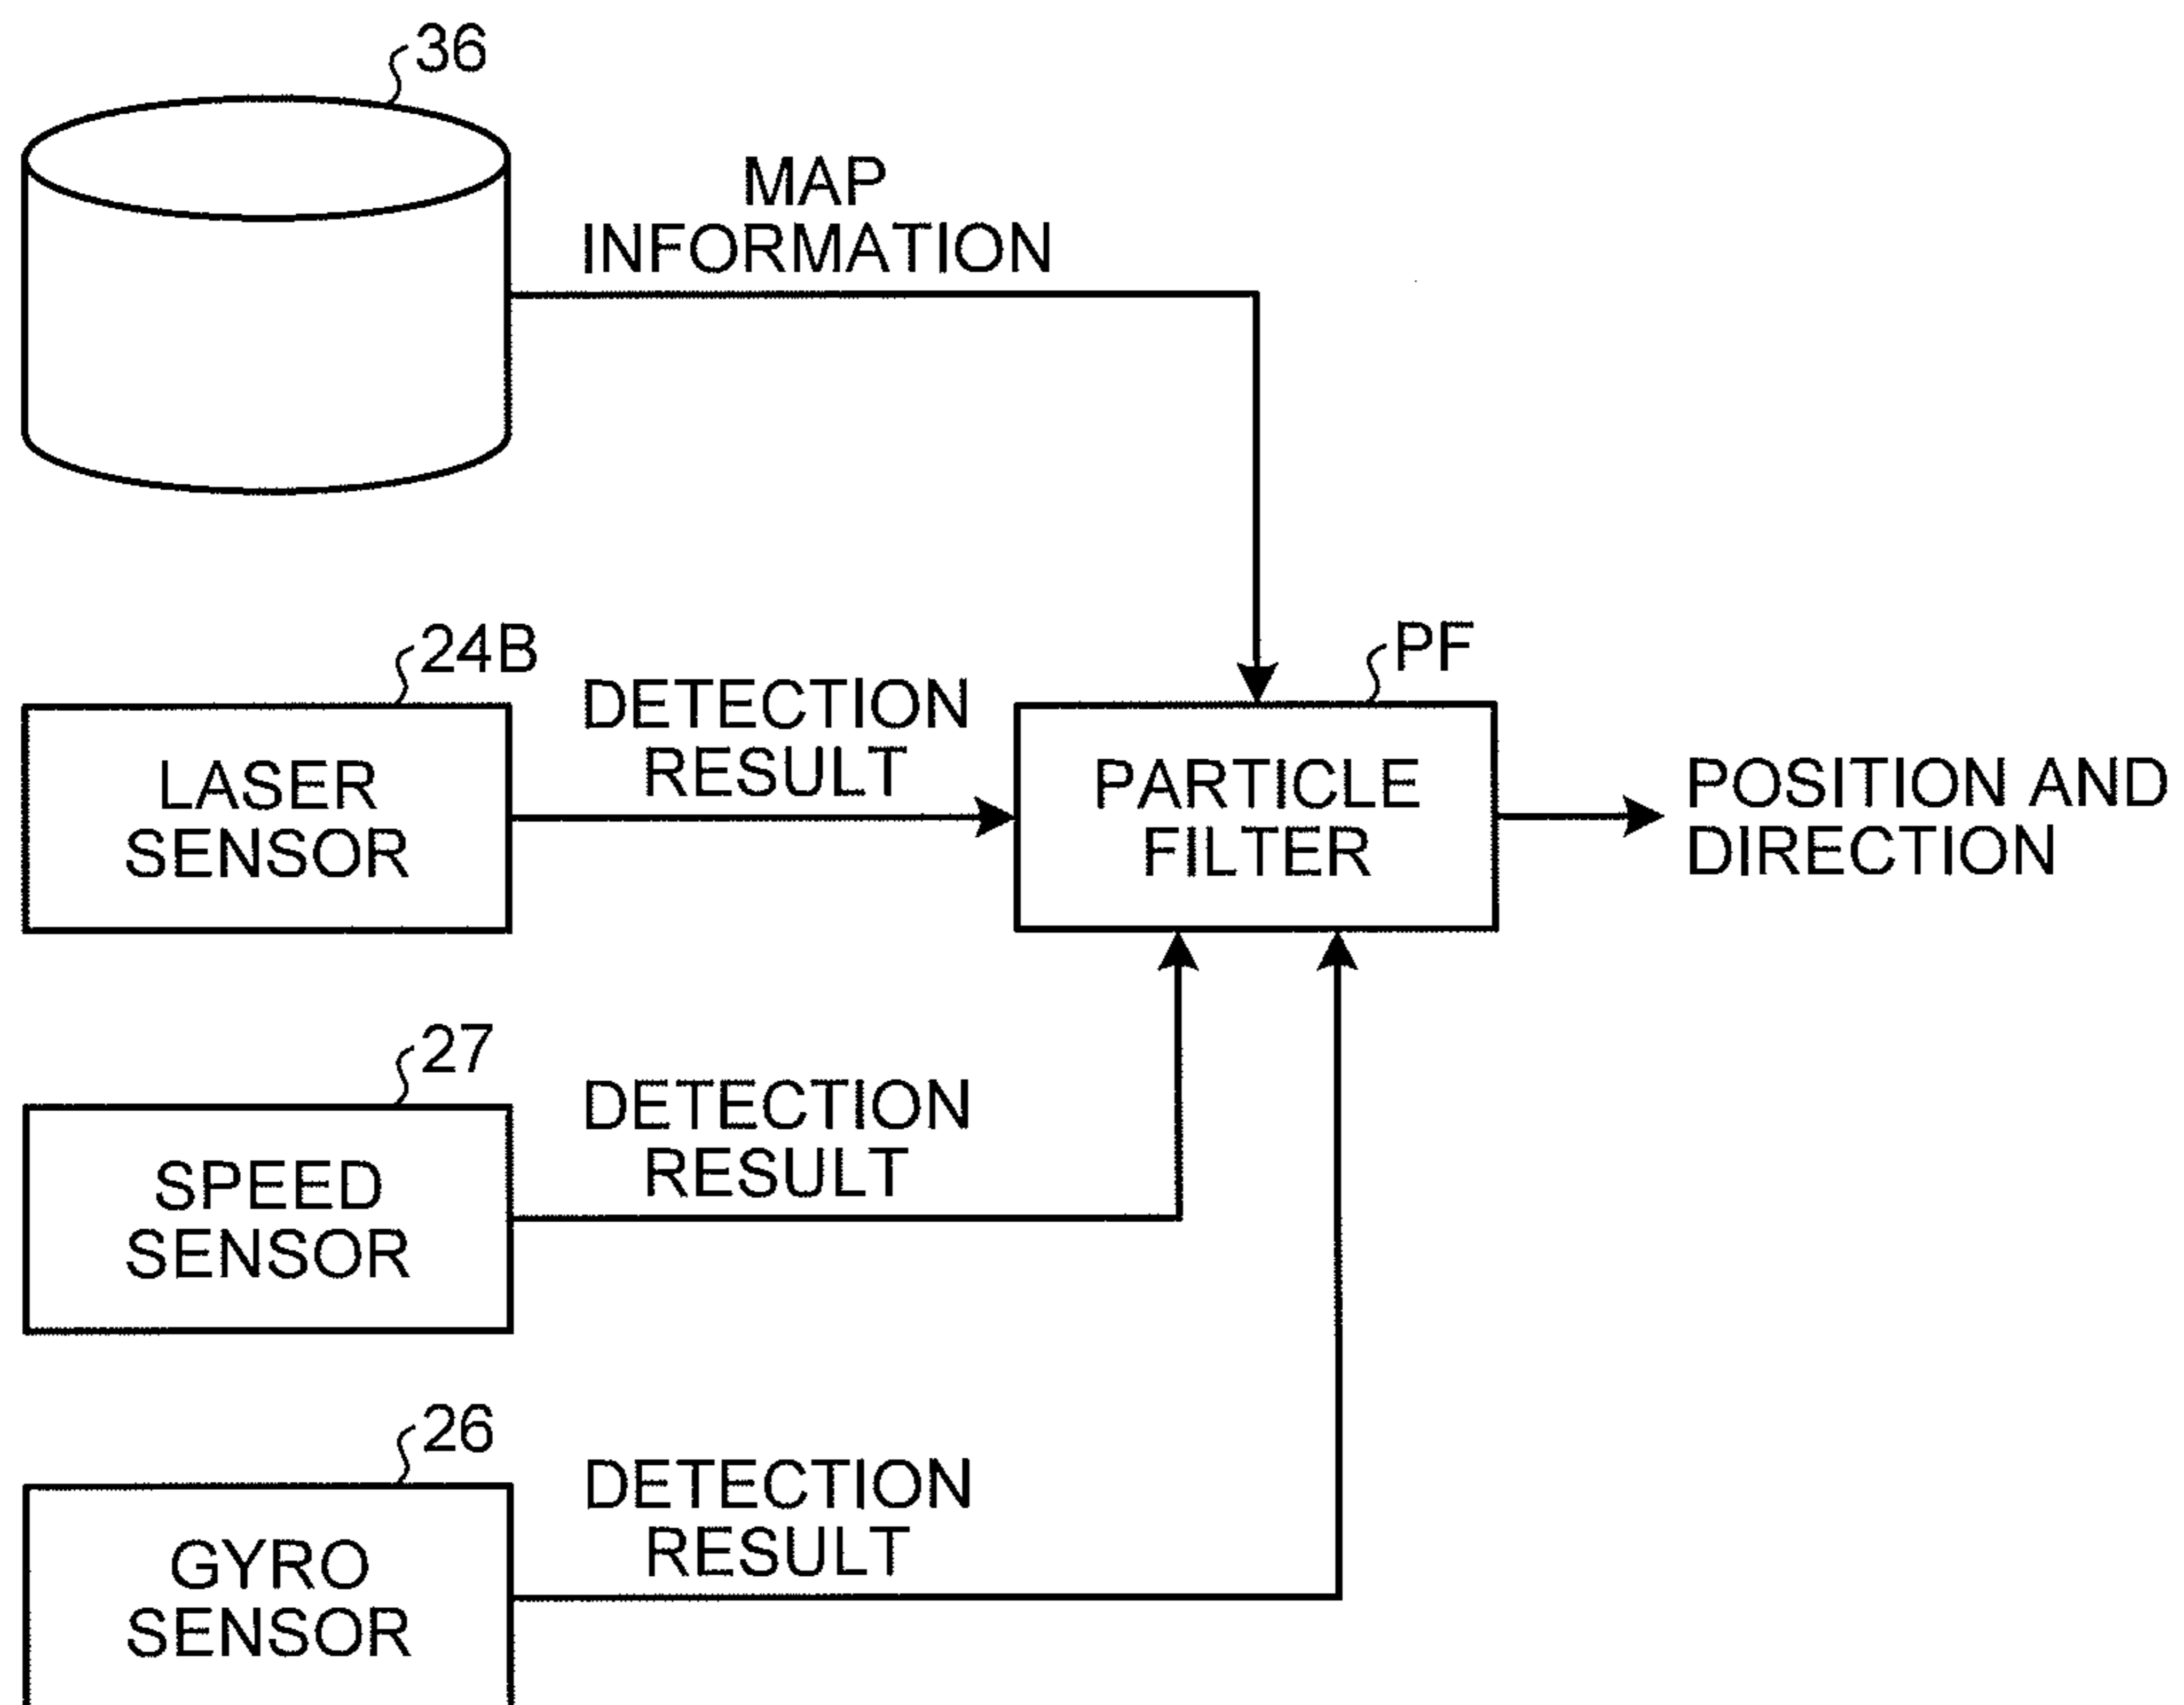 36
MAP
INFORMATION
24B
DETECTION
RESULT
PF
LASER
SENSOR
PARTICLE
FILTER
POSITION AND
DIRECTION
27
DETECTION
RESULT
SPEED
SENSOR
26
DETECTION
RESULT
GYRO
SENSOR